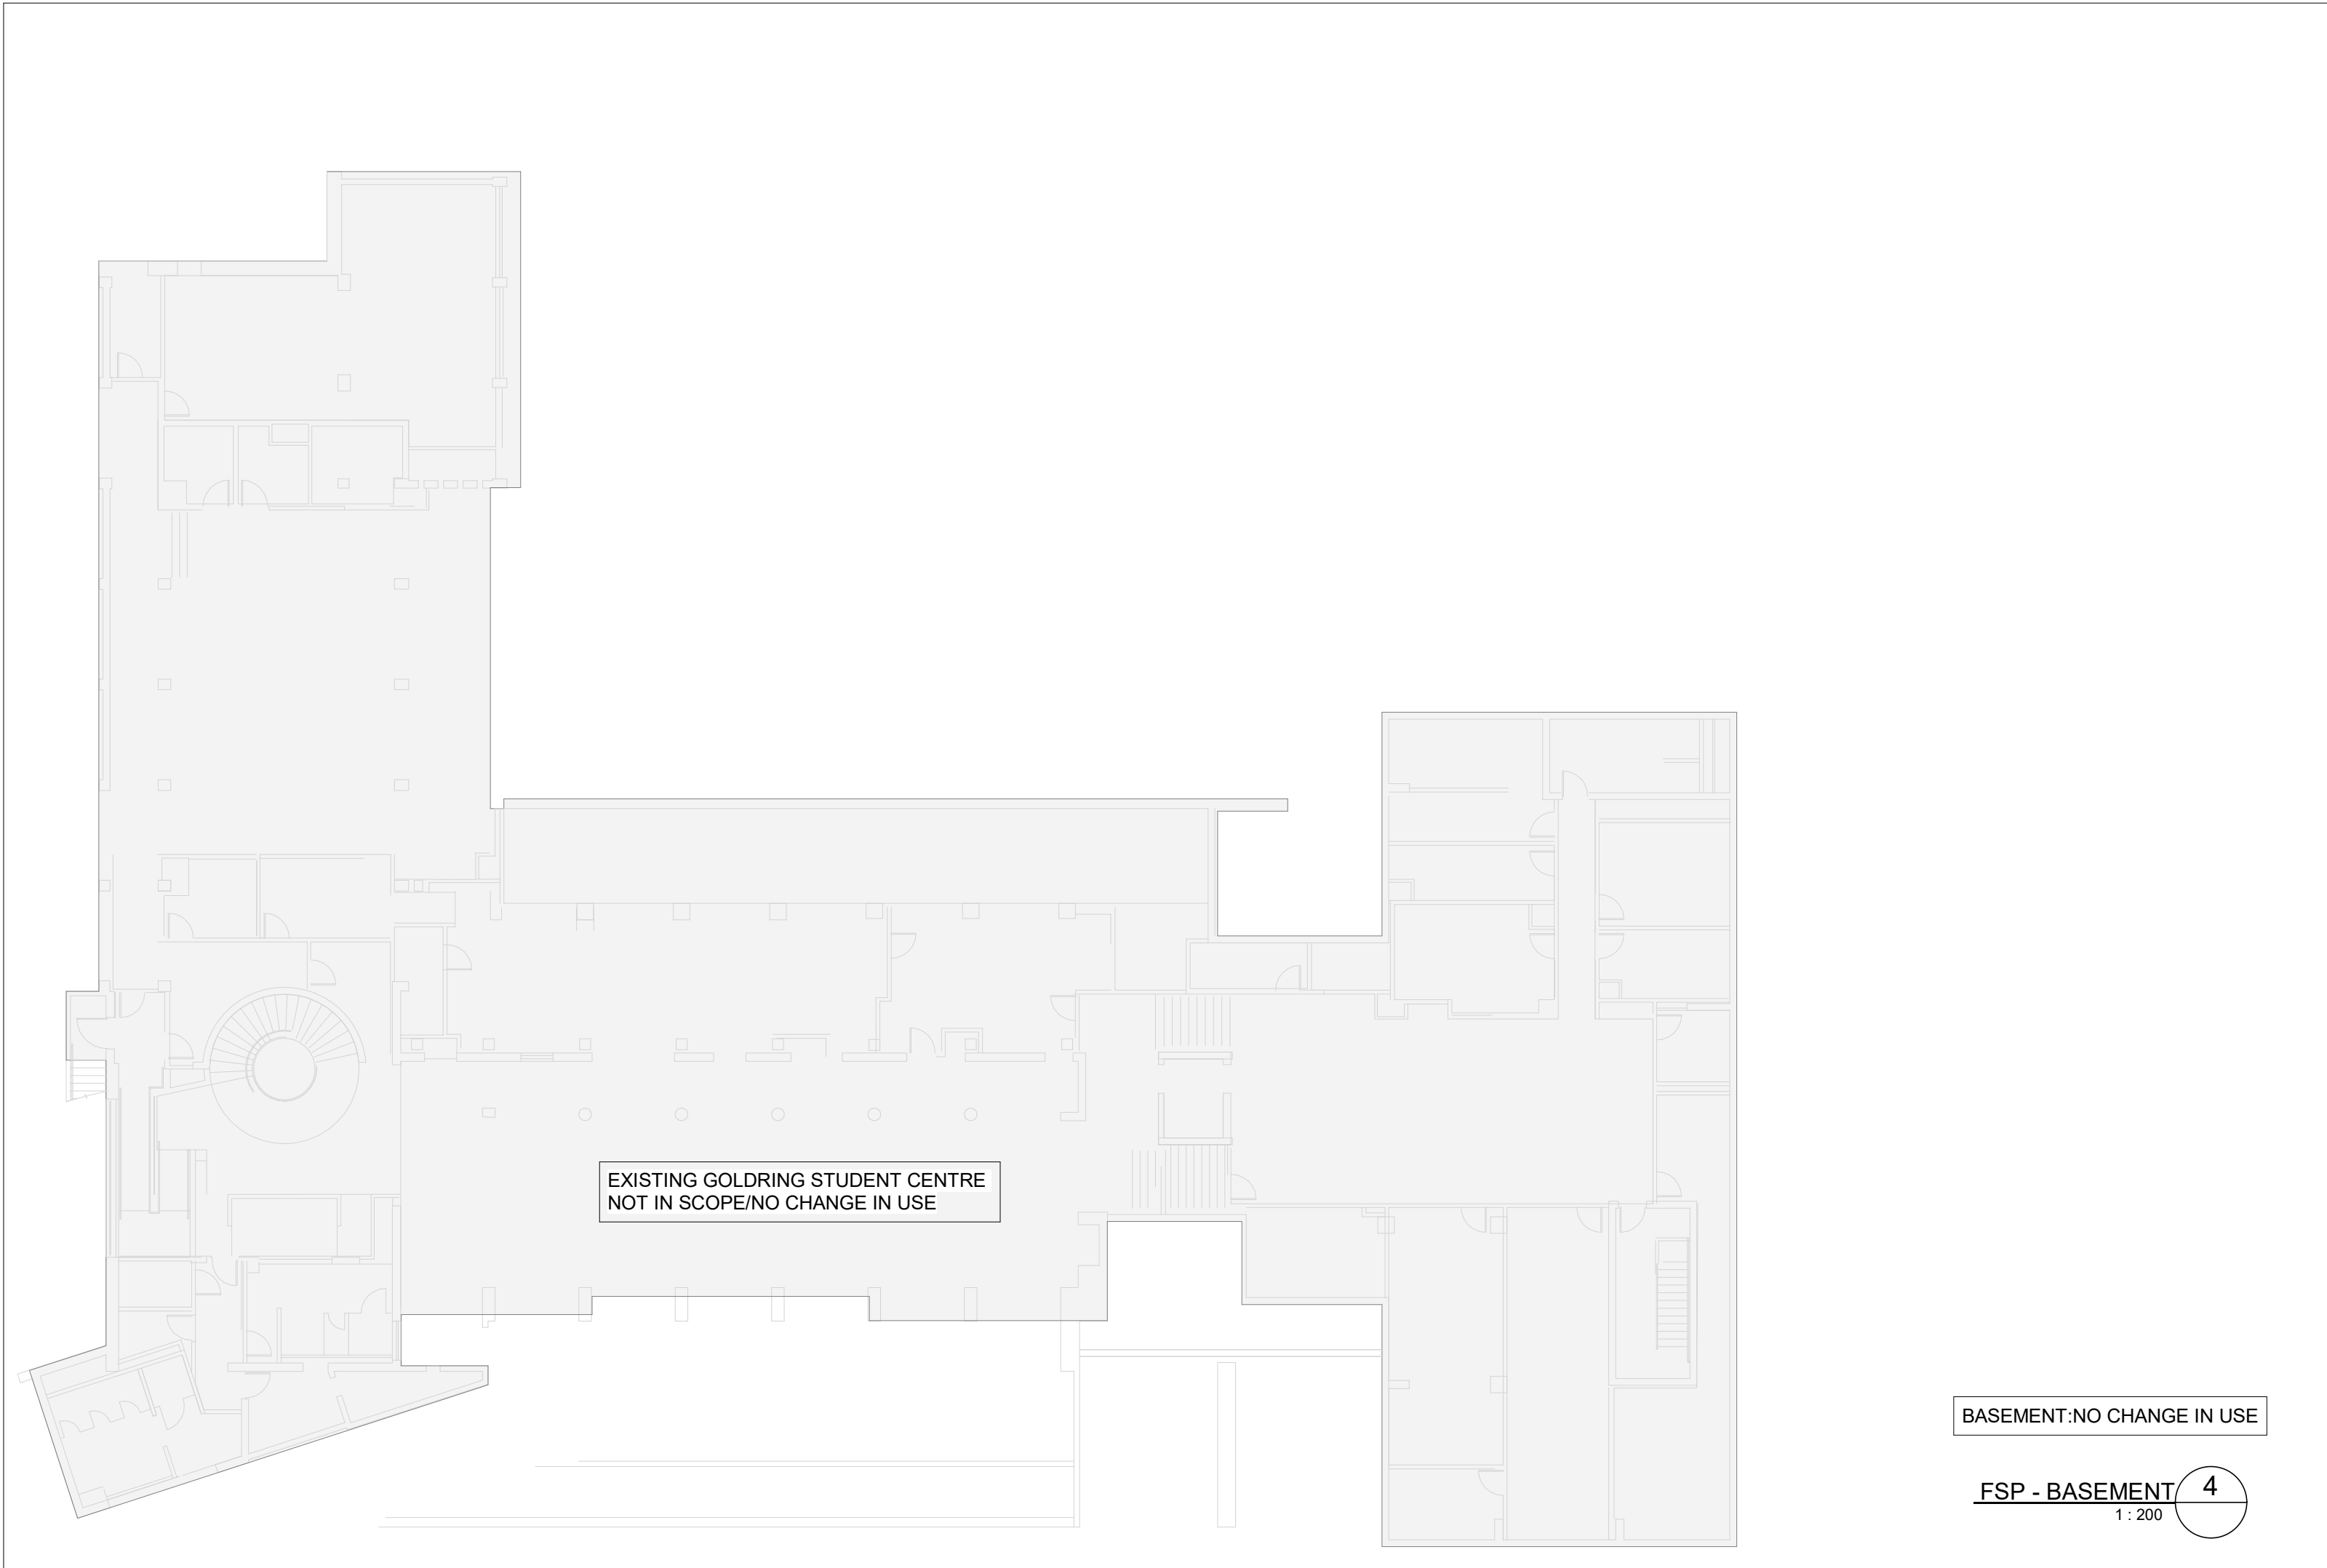 EXISTING GOLDRING STUDENT CENTRE
NOT IN SCOPE/NO CHANGE IN USE
BASEMENT:NO CHANGE IN USE
FSP - BASEMENT
4
1 : 200